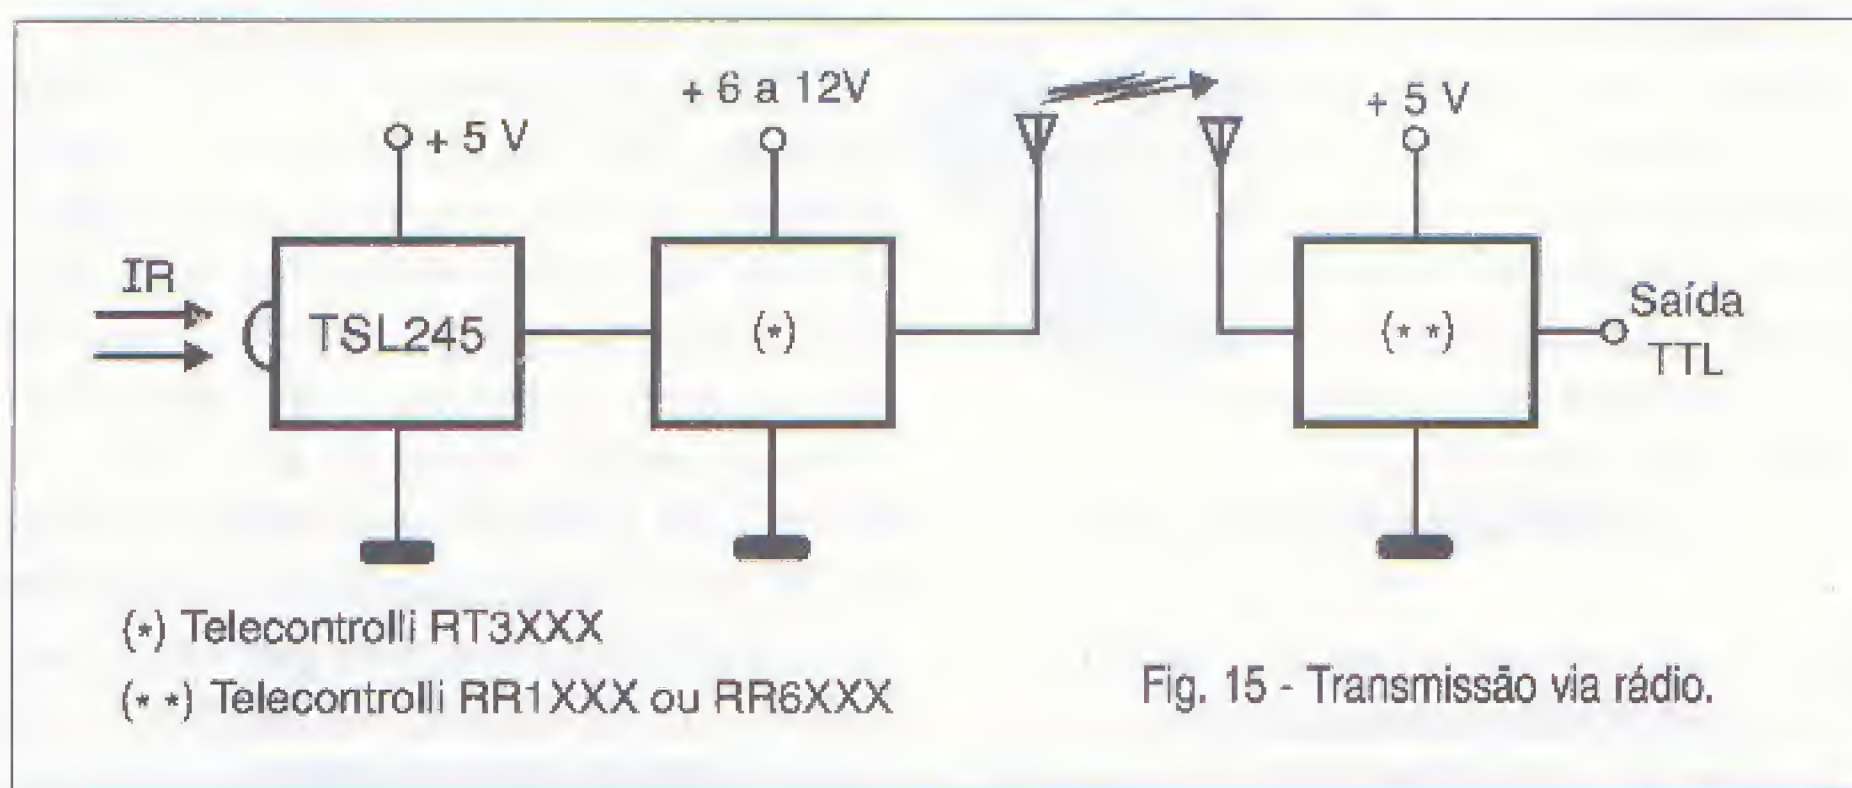 + 6 a 12V
+ 5 V
+ 5 V
IR
TSL245
(*)
(* *)
Saída
TTL
(*) Telecontrolli RT3XXX
(* *) Telecontrolli RR1XXX ou RR6XXX
Fig. 15 - Transmissão via rádio.